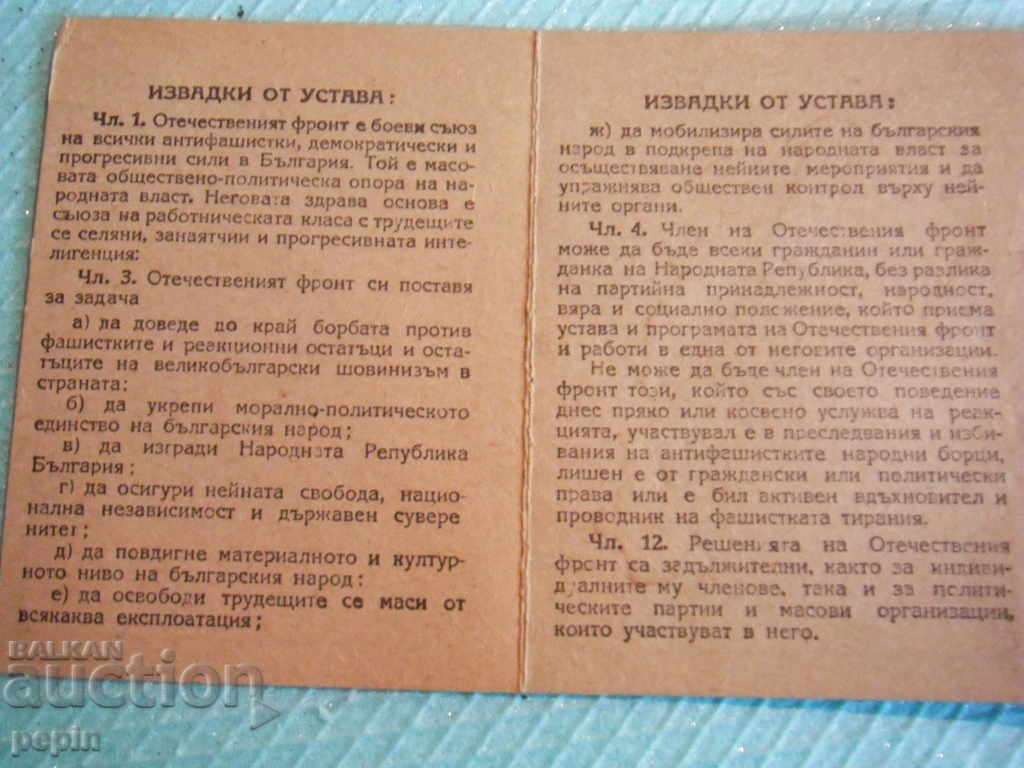 ИЗВАДКИ ОТ УСТАВА:
Чл. 1. Отечественият фронт е боеви съюз
на всички антифашистки, демократически и
прогресивни сили в България. Той е масо-
вата обществено-политическа опора на на-
родната власт. Неговата здрава основа е
съюза на работническата класа с трудещите
се селяни, занаятчии и прогресивната инте-
лигенция:
Чл. 3. Отечественият фронт си поставя
за задача
а) да доведе до край борбата против
фашистките и реакционни остатъци и оста-
тъците на великобългарски шовинизъм в
страната;
б) да укрепи морално-политическото
единство на българския народ;
в) да изгради Народната Република
България;
г) да осигури нейната свобода, нацио-
нална независимост и държавен сувере
нитет;
д) да повдигне материалното и култур-
ното ниво на българския народ;
е) да освободи трудещите се маси от
всякаква експлоатация;
ИЗВАДКИ ОТ УСТАВА:
ж) да мобилизира силите на българския
народ в подкрепа на народната власт за
осъществяване нейните мероприятия и да
упражнява обществен контрол върху ней-
ните органи.
Чл. 4. Член на Отечествения фронт
може да бъде всеки гражданин или граж-
данка на Народната Република, без разлика
на партийна принадлежност, народност,
вяра и социално положение, който приема
устава и програмата на Отечествения фронт
и работи в една от неговите организации.
Не може да бъде член на Отечествения
фронт този, който със своето поведение
днес пряко или косвено услужва на реак-
цията, участвувал е в преследвания и изби-
вания на антифашистките народни борци,
лишен е от граждански или политически
права или е бил активен вдъхновител и
проводник на фашистката тирания.
Чл. 12. Решенията на Отечествения
фронт са задължителни, както за индиви-
дуалните му членове, така и за полити-
ческите партии и масови организации,
които участвуват в него.
BALKAN
auction
pepin